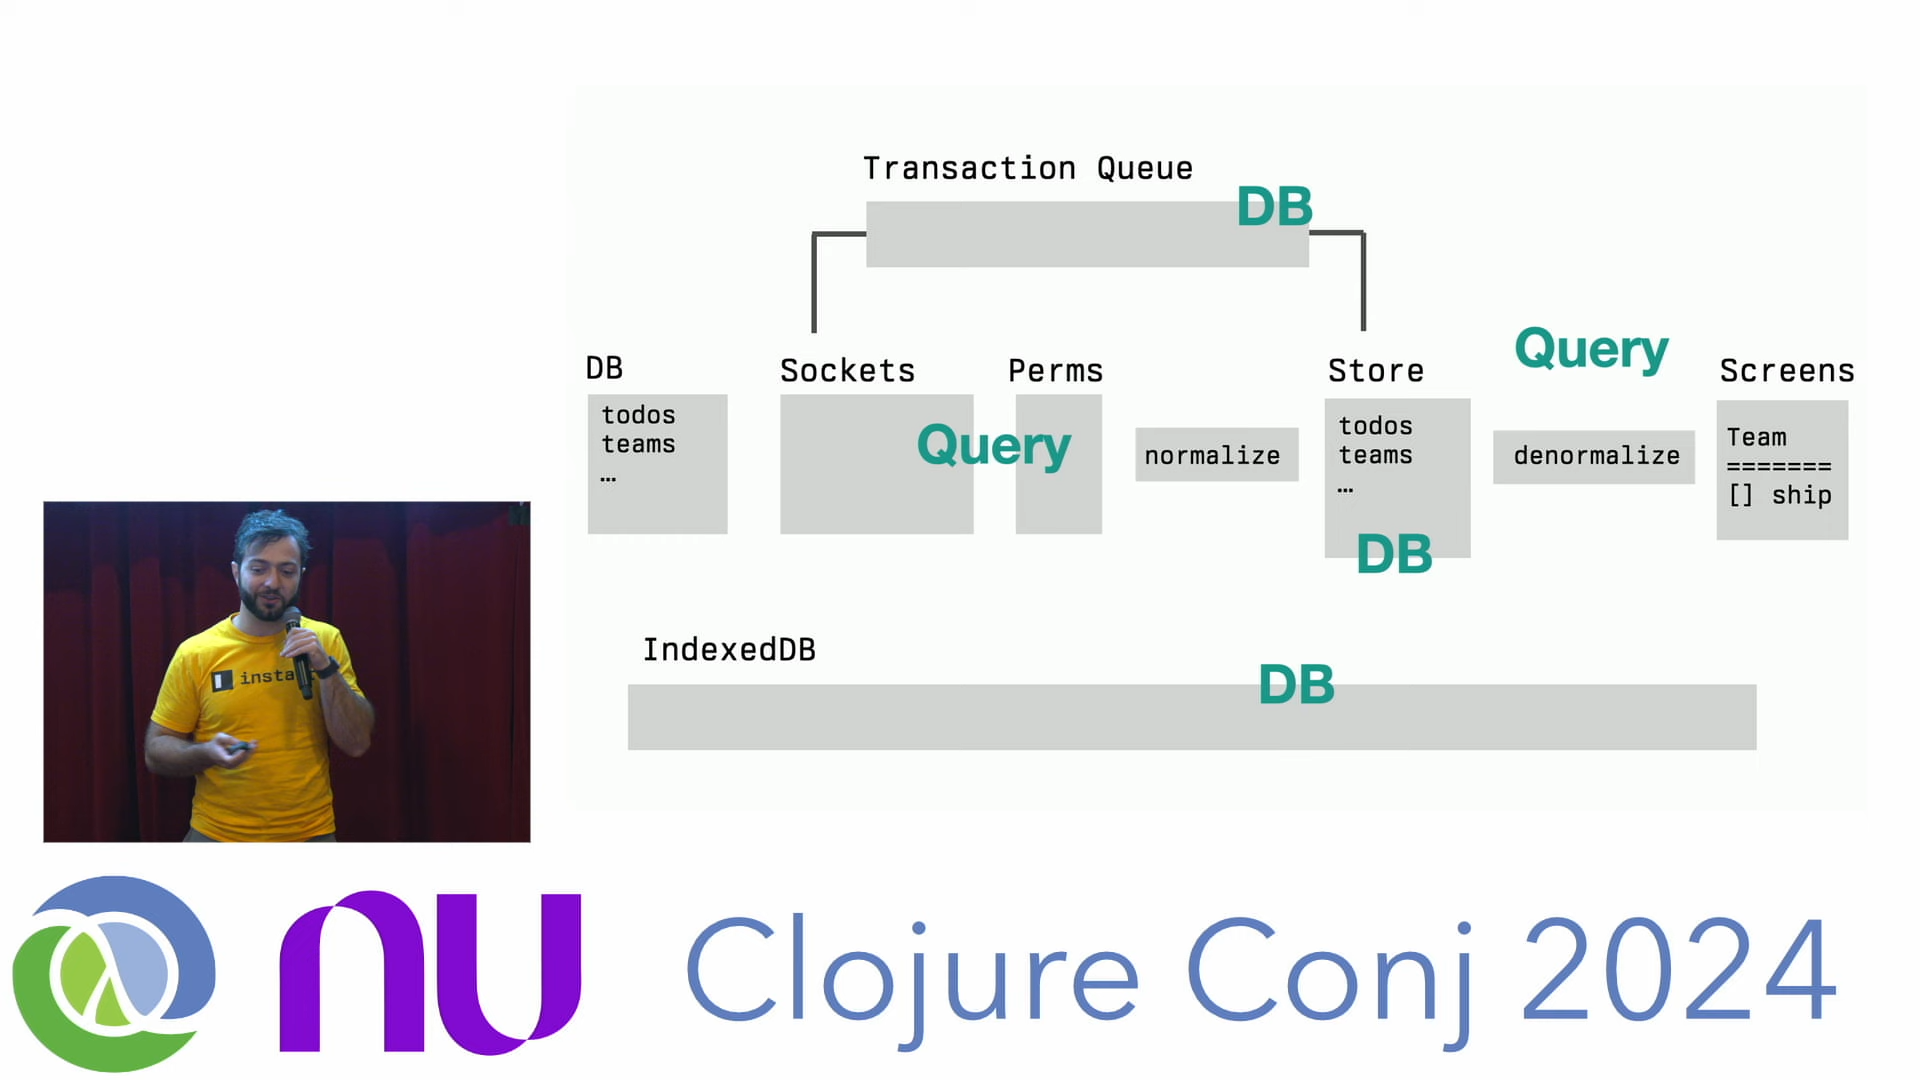 Transaction Queue
DB
DB
Sockets
Perms
Store
Query
Screens
todos
teams
…
Query
normalize
todos
teams
…
DB
denormalize
Team
=======
[] ship
IndexedDB
DB
insta
nu
Clojure Conj 2024